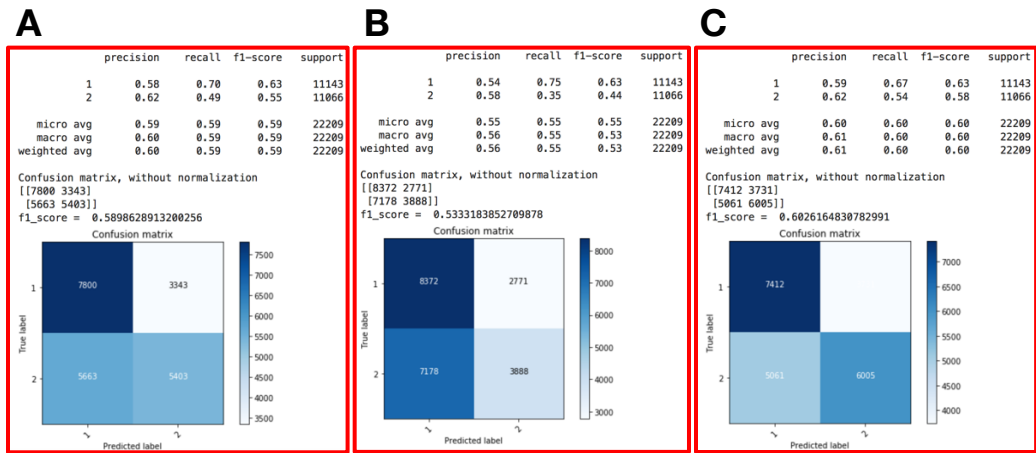 A
precision recall f1-score support
1 0.58 0.70 0.63 11143
2 0.62 0.49 0.55 11066
micro avg 0.59 0.59 0.59 22209
macro avg 0.60 0.59 0.59 22209
weighted avg 0.60 0.59 0.59 22209
Confusion matrix, without normalization
[[7800 3343]
[5663 5403]]
f1_score = 0.5898628913200256
Confusion matrix
True label
1
2
7800
3343
5663
5403
7500
7000
6500
6000
5500
5000
4500
4000
3500
1
2
Predicted label
B
precision recall f1-score support
1 0.54 0.75 0.63 11143
2 0.58 0.35 0.44 11066
micro avg 0.55 0.55 0.55 22209
macro avg 0.56 0.55 0.53 22209
weighted avg 0.56 0.55 0.53 22209
Confusion matrix, without normalization
[[8372 2771]
[7178 3888]]
f1_score = 0.5333183852709878
Confusion matrix
True label
1
2
8372
2771
7178
3888
8000
7000
6000
5000
4000
3000
1
2
Predicted label
C
precision recall f1-score support
1 0.59 0.67 0.63 11143
2 0.62 0.54 0.58 11066
micro avg 0.60 0.60 0.60 22209
macro avg 0.61 0.60 0.60 22209
weighted avg 0.61 0.60 0.60 22209
Confusion matrix, without normalization
[[7412 3731]
[5061 6005]]
f1_score = 0.6026164830782991
Confusion matrix
True label
1
2
7412
5061
6005
7000
6500
6000
5500
5000
4500
4000
1
2
Predicted label